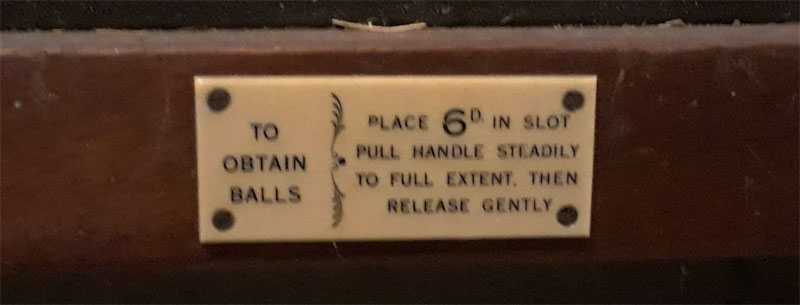 TO
OBTAIN
BALLS
PLACE 6D. IN SLOT
PULL HANDLE STEADILY
TO FULL EXTENT, THEN
RELEASE GENTLY